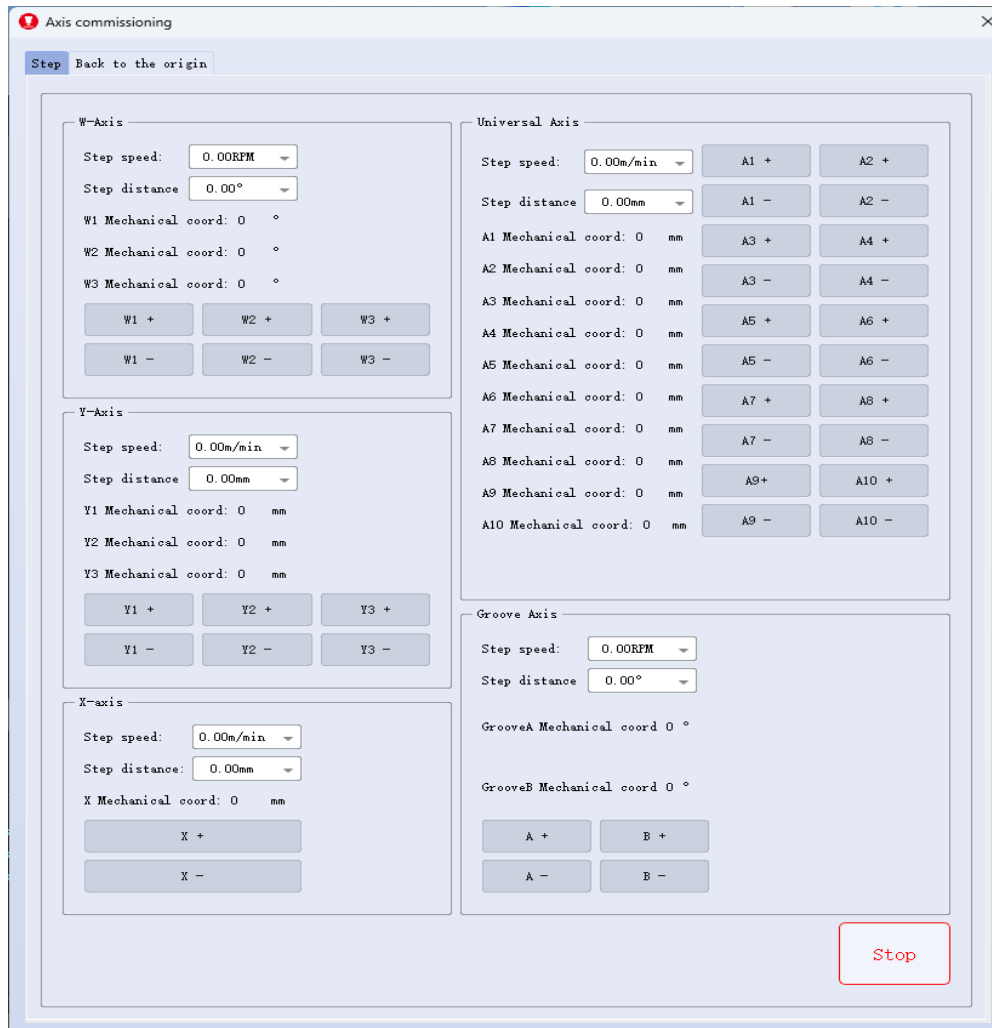 Axis commissioning
Step Back to the origin
W-Axis
Step speed: 0.00RPM
Step distance 0.00°
W1 Mechanical coord: 0 °
W2 Mechanical coord: 0 °
W3 Mechanical coord: 0 °
W1 + W2 + W3 +
W1 - W2 - W3 -
Y-Axis
Step speed: 0.00m/min
Step distance 0.00mm
Y1 Mechanical coord: 0 mm
Y2 Mechanical coord: 0 mm
Y3 Mechanical coord: 0 mm
Y1 + Y2 + Y3 +
Y1 - Y2 - Y3 -
X-axis
Step speed: 0.00m/min
Step distance: 0.00mm
X Mechanical coord: 0 mm
X +
X -
Universal Axis
Step speed: 0.00m/min
Step distance 0.00mm
A1 Mechanical coord: 0 mm
A2 Mechanical coord: 0 mm
A3 Mechanical coord: 0 mm
A4 Mechanical coord: 0 mm
A5 Mechanical coord: 0 mm
A6 Mechanical coord: 0 mm
A7 Mechanical coord: 0 mm
A8 Mechanical coord: 0 mm
A9 Mechanical coord: 0 mm
A10 Mechanical coord: 0 mm
A1 + A2 +
A1 - A2 -
A3 + A4 +
A3 - A4 -
A5 + A6 +
A5 - A6 -
A7 + A8 +
A7 - A8 -
A9+ A10 +
A9 - A10 -
Groove Axis
Step speed: 0.00RPM
Step distance 0.00°
GrooveA Mechanical coord 0 °
GrooveB Mechanical coord 0 °
A + B +
A - B -
Stop